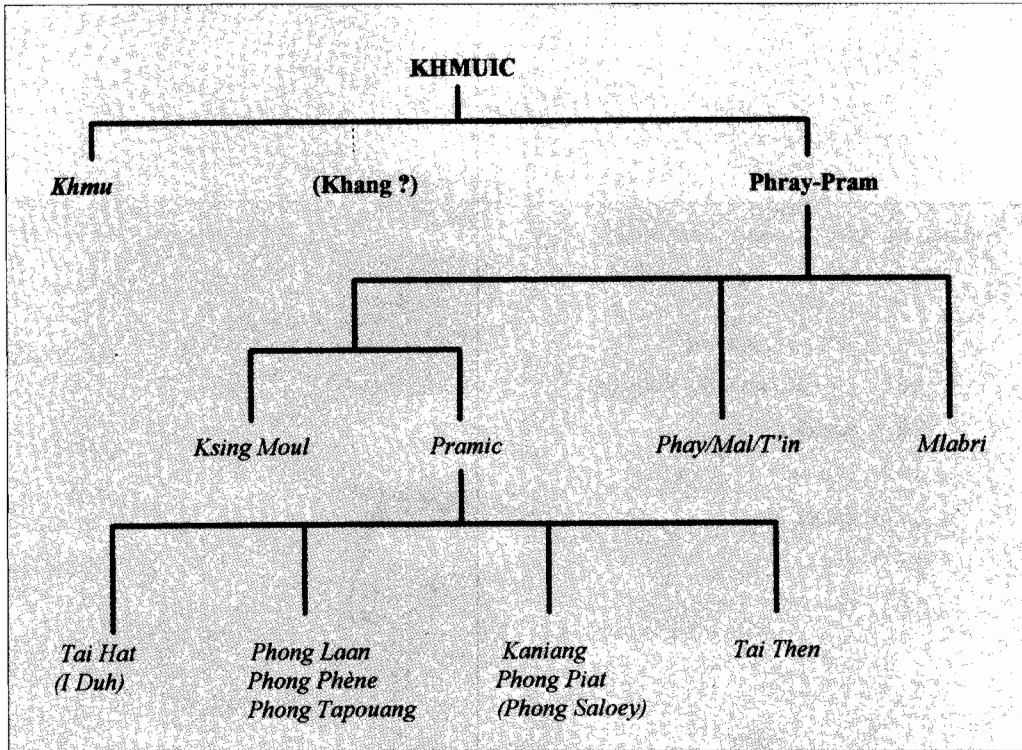 KHMUIC
Khmu (Khang ?) Phray-Pram
Ksing Moul Pramic Phay/Mal/T'in Mlabri
Tai Hat Phong Laan Kaniang Tai Then
(I Duh) Phong Phène Phong Piat
Phong Tapouang (Phong Saloey)